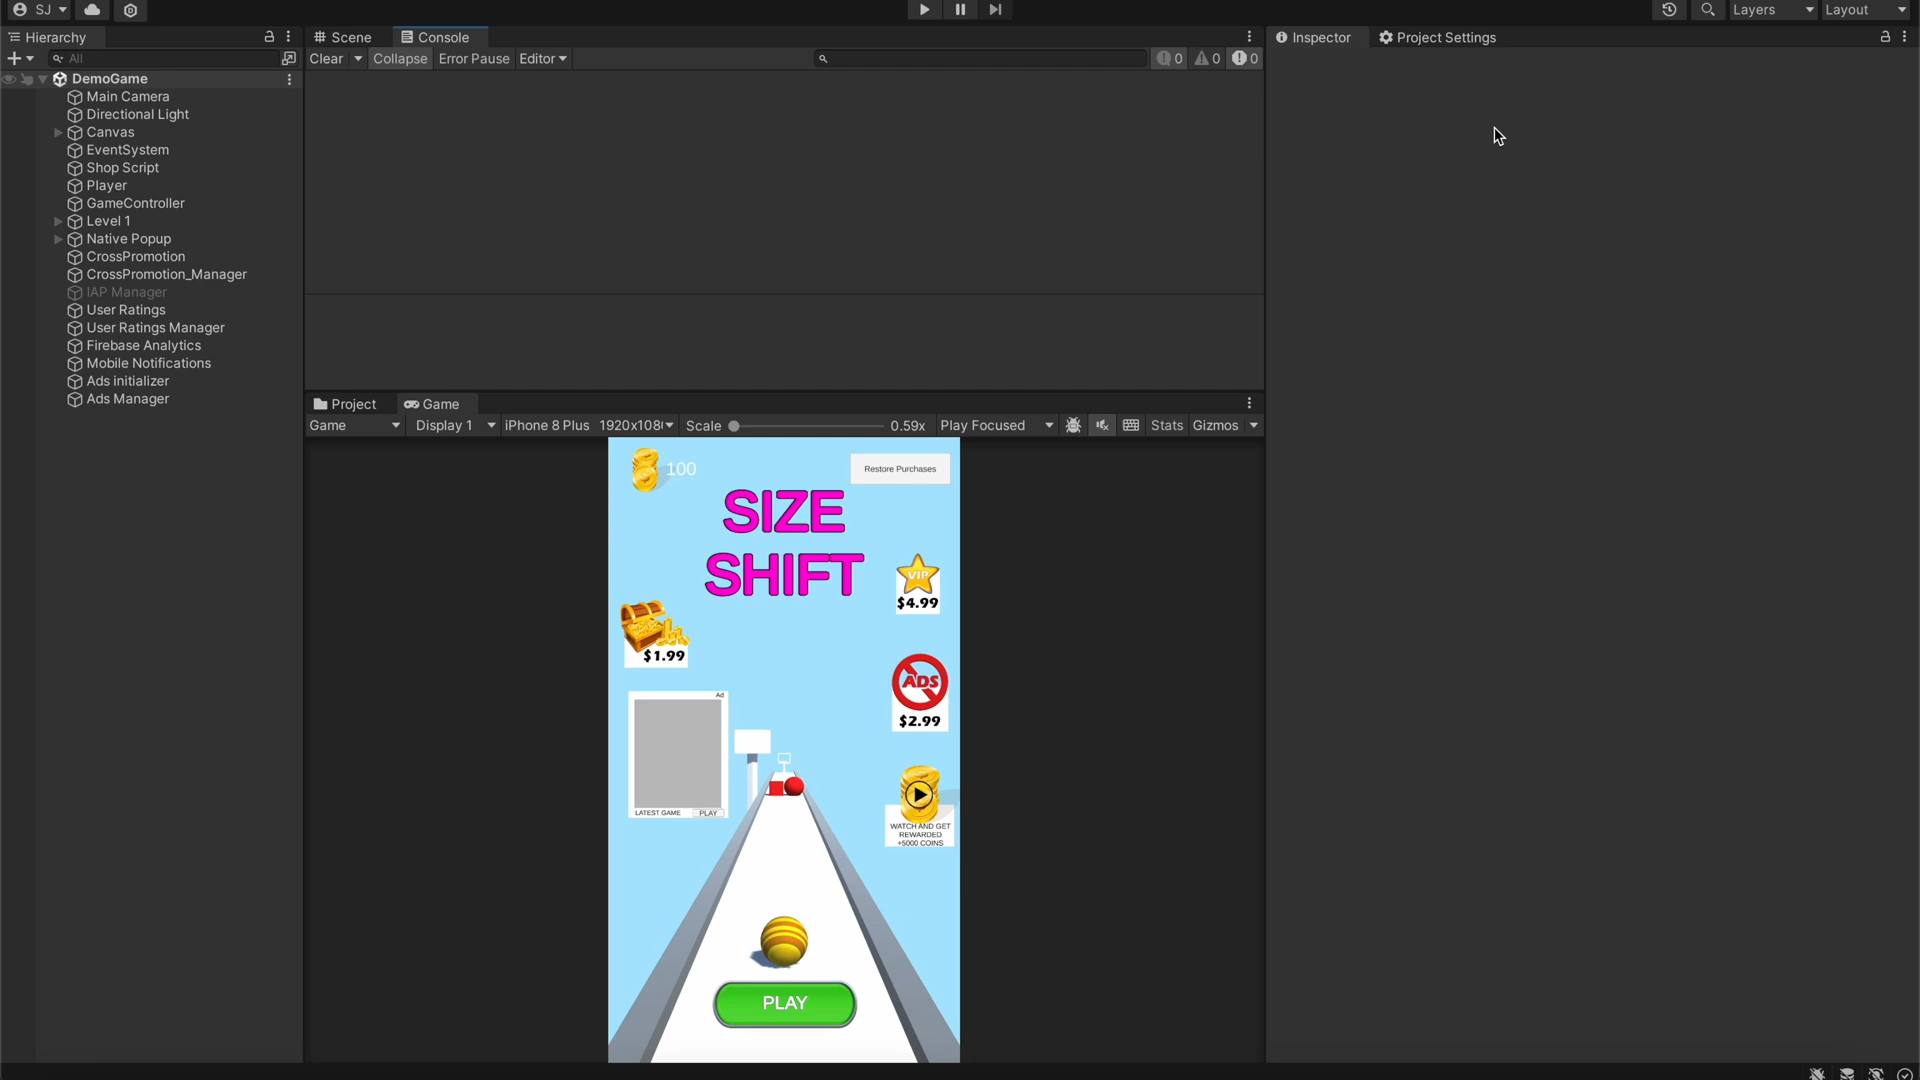 SJ
Layers
Layout
Hierarchy
Scene
Console
Inspector
Project Settings
All
Clear
Collapse
Error Pause
Editor
0
0
0
DemoGame
Main Camera
Directional Light
Canvas
EventSystem
Shop Script
Player
GameController
Level 1
Native Popup
CrossPromotion
CrossPromotion_Manager
IAP Manager
User Ratings
User Ratings Manager
Firebase Analytics
Mobile Notifications
Ads initializer
Ads Manager
Project
Game
Game
Display 1
iPhone 8 Plus 1920x108
Scale
0.59x
Play Focused
Stats
Gizmos
100
Restore Purchases
SIZE
SHIFT
VIP
$4.99
$1.99
ADS
$2.99
Ad
LATEST GAME
PLAY
WATCH AND GET
REWARDED
+5000 COINS
PLAY